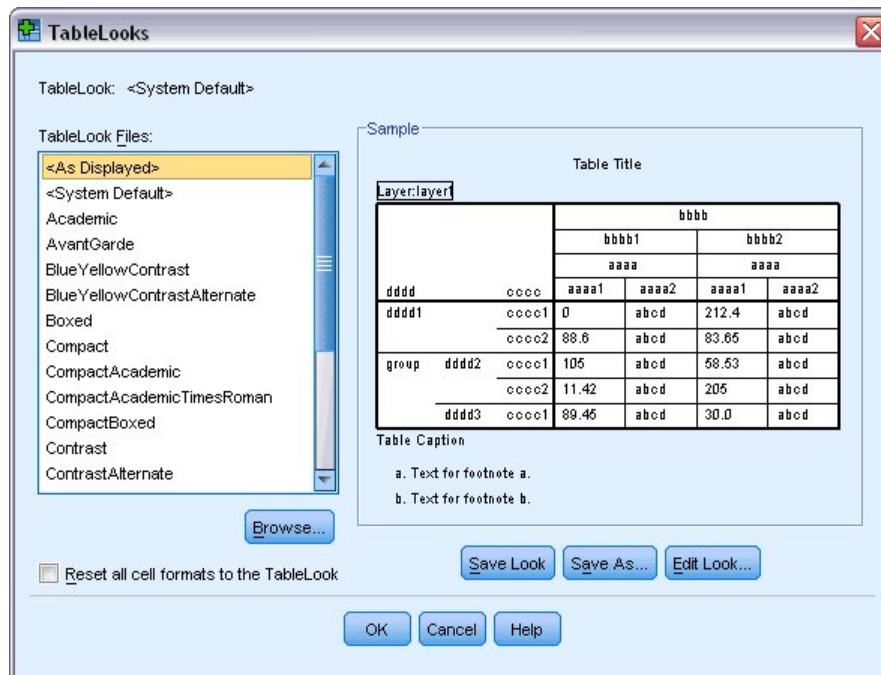 TableLooks
TableLook: <System Default>
TableLook Files:
<As Displayed>
<System Default>
Academic
AvantGarde
BlueYellowContrast
BlueYellowContrastAlternate
Boxed
Compact
CompactAcademic
CompactAcademicTimesRoman
CompactBoxed
Contrast
ContrastAlternate
Browse...
Reset all cell formats to the TableLook
Sample
Table Title
Layer:layer1
bbbb
bbbb1 bbbb2
aaaa aaaa
dddd cccc aaaa1 aaaa2 aaaa1 aaaa2
dddd1 cccc1 0 abcd 212.4 abcd
cccc2 88.6 abcd 83.65 abcd
group dddd2 cccc1 105 abcd 58.53 abcd
cccc2 11.42 abcd 205 abcd
dddd3 cccc1 89.45 abcd 30.0 abcd
Table Caption
a. Text for footnote a.
b. Text for footnote b.
Save Look Save As... Edit Look...
OK Cancel Help